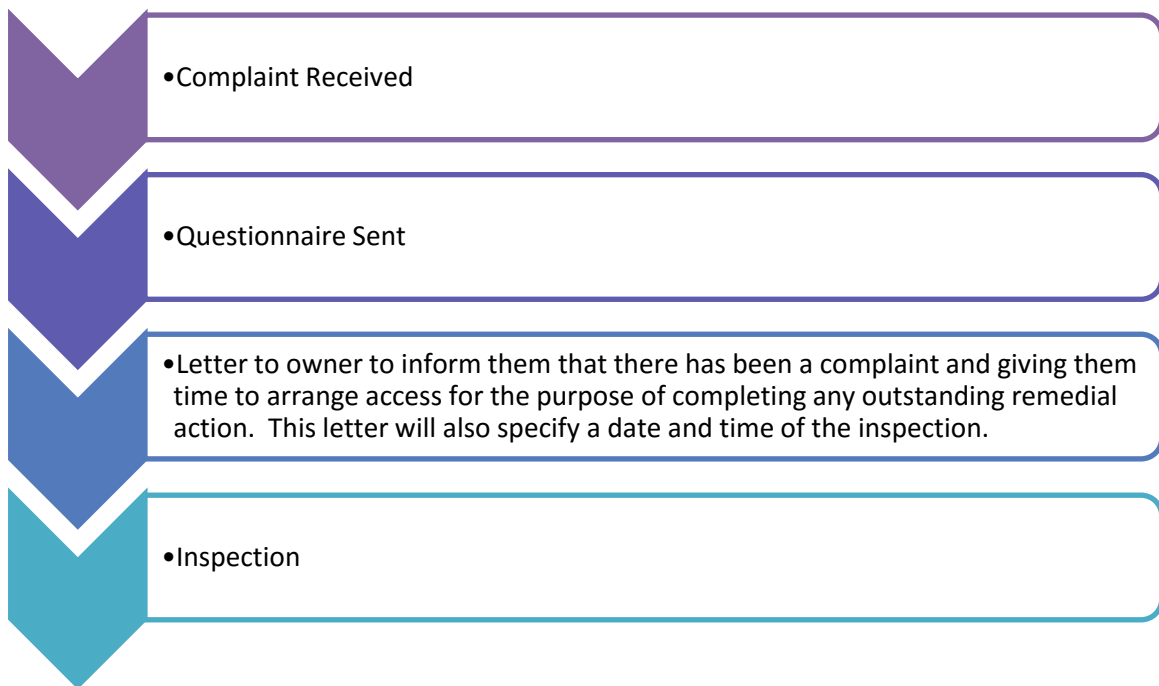 •Complaint Received
•Questionnaire Sent
•Letter to owner to inform them that there has been a complaint and giving them
time to arrange access for the purpose of completing any outstanding remedial
action.  This letter will also specify a date and time of the inspection.
•Inspection